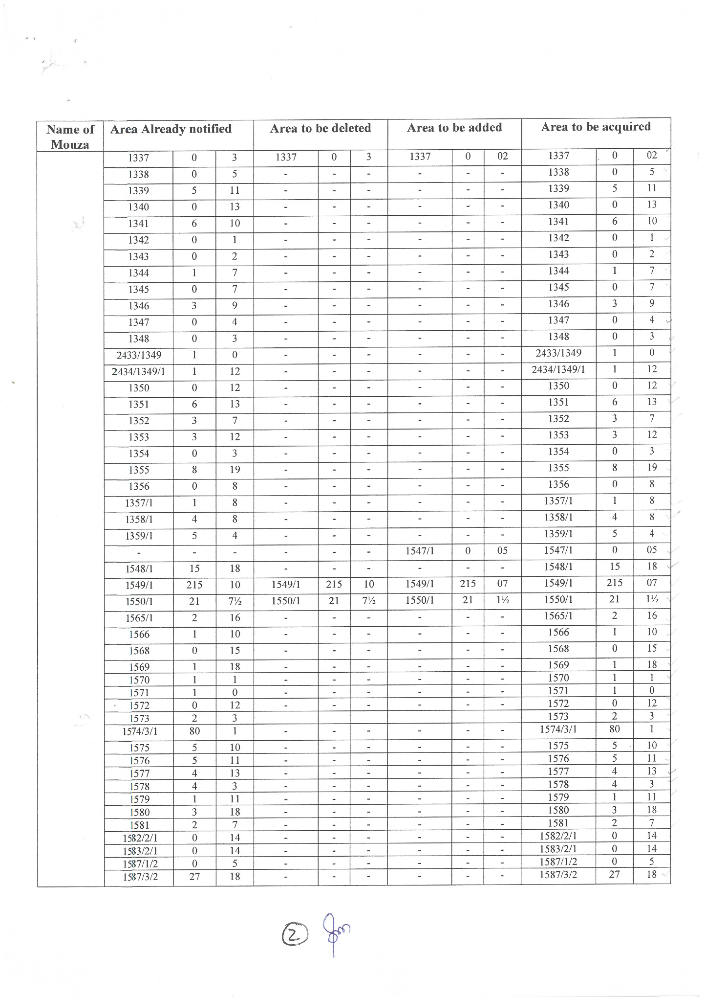 Name of Mouza | Area Already notified | Area to be deleted | Area to be added | Area to be acquired
1337 0 3 1337 0 3 1337 0 02 1337 0 02
1338 0 5 - - - - - - 1338 0 5
1339 5 11 - - - - - - 1339 5 11
1340 0 13 - - - - - - 1340 0 13
1341 6 10 - - - - - - 1341 6 10
1342 0 1 - - - - - - 1342 0 1
1343 0 2 - - - - - - 1343 0 2
1344 1 7 - - - - - - 1344 1 7
1345 0 7 - - - - - - 1345 0 7
1346 3 9 - - - - - - 1346 3 9
1347 0 4 - - - - - - 1347 0 4
1348 0 3 - - - - - - 1348 0 3
2433/1349 1 0 - - - - - - 2433/1349 1 0
2434/1349/1 1 12 - - - - - - 2434/1349/1 1 12
1350 0 12 - - - - - - 1350 0 12
1351 6 13 - - - - - - 1351 6 13
1352 3 7 - - - - - - 1352 3 7
1353 3 12 - - - - - - 1353 3 12
1354 0 3 - - - - - - 1354 0 3
1355 8 19 - - - - - - 1355 8 19
1356 0 8 - - - - - - 1356 0 8
1357/1 1 8 - - - - - - 1357/1 1 8
1358/1 4 8 - - - - - - 1358/1 4 8
1359/1 5 4 - - - - - - 1359/1 5 4
- - - - - - 1547/1 0 05 1547/1 0 05
1548/1 15 18 - - - - - - 1548/1 15 18
1549/1 215 10 1549/1 215 10 1549/1 215 07 1549/1 215 07
1550/1 21 7½ 1550/1 21 7½ 1550/1 21 1½ 1550/1 21 1½
1565/1 2 16 - - - - - - 1565/1 2 16
1566 1 10 - - - - - - 1566 1 10
1568 0 15 - - - - - - 1568 0 15
1569 1 18 - - - - - - 1569 1 18
1570 1 1 - - - - - - 1570 1 1
1571 1 0 - - - - - - 1571 1 0
1572 0 12 - - - - - - 1572 0 12
1573 2 3 1573 2 3
1574/3/1 80 1 - - - - - - 1574/3/1 80 1
1575 5 10 - - - - - - 1575 5 10
1576 5 11 - - - - - - 1576 5 11
1577 4 13 - - - - - - 1577 4 13
1578 4 3 - - - - - - 1578 4 3
1579 1 11 - - - - - - 1579 1 11
1580 3 18 - - - - - - 1580 3 18
1581 2 7 - - - - - - 1581 2 7
1582/2/1 0 14 - - - - - - 1582/2/1 0 14
1583/2/1 0 14 - - - - - - 1583/2/1 0 14
1587/1/2 0 5 - - - - - - 1587/1/2 0 5
1587/3/2 27 18 - - - - - - 1587/3/2 27 18
2